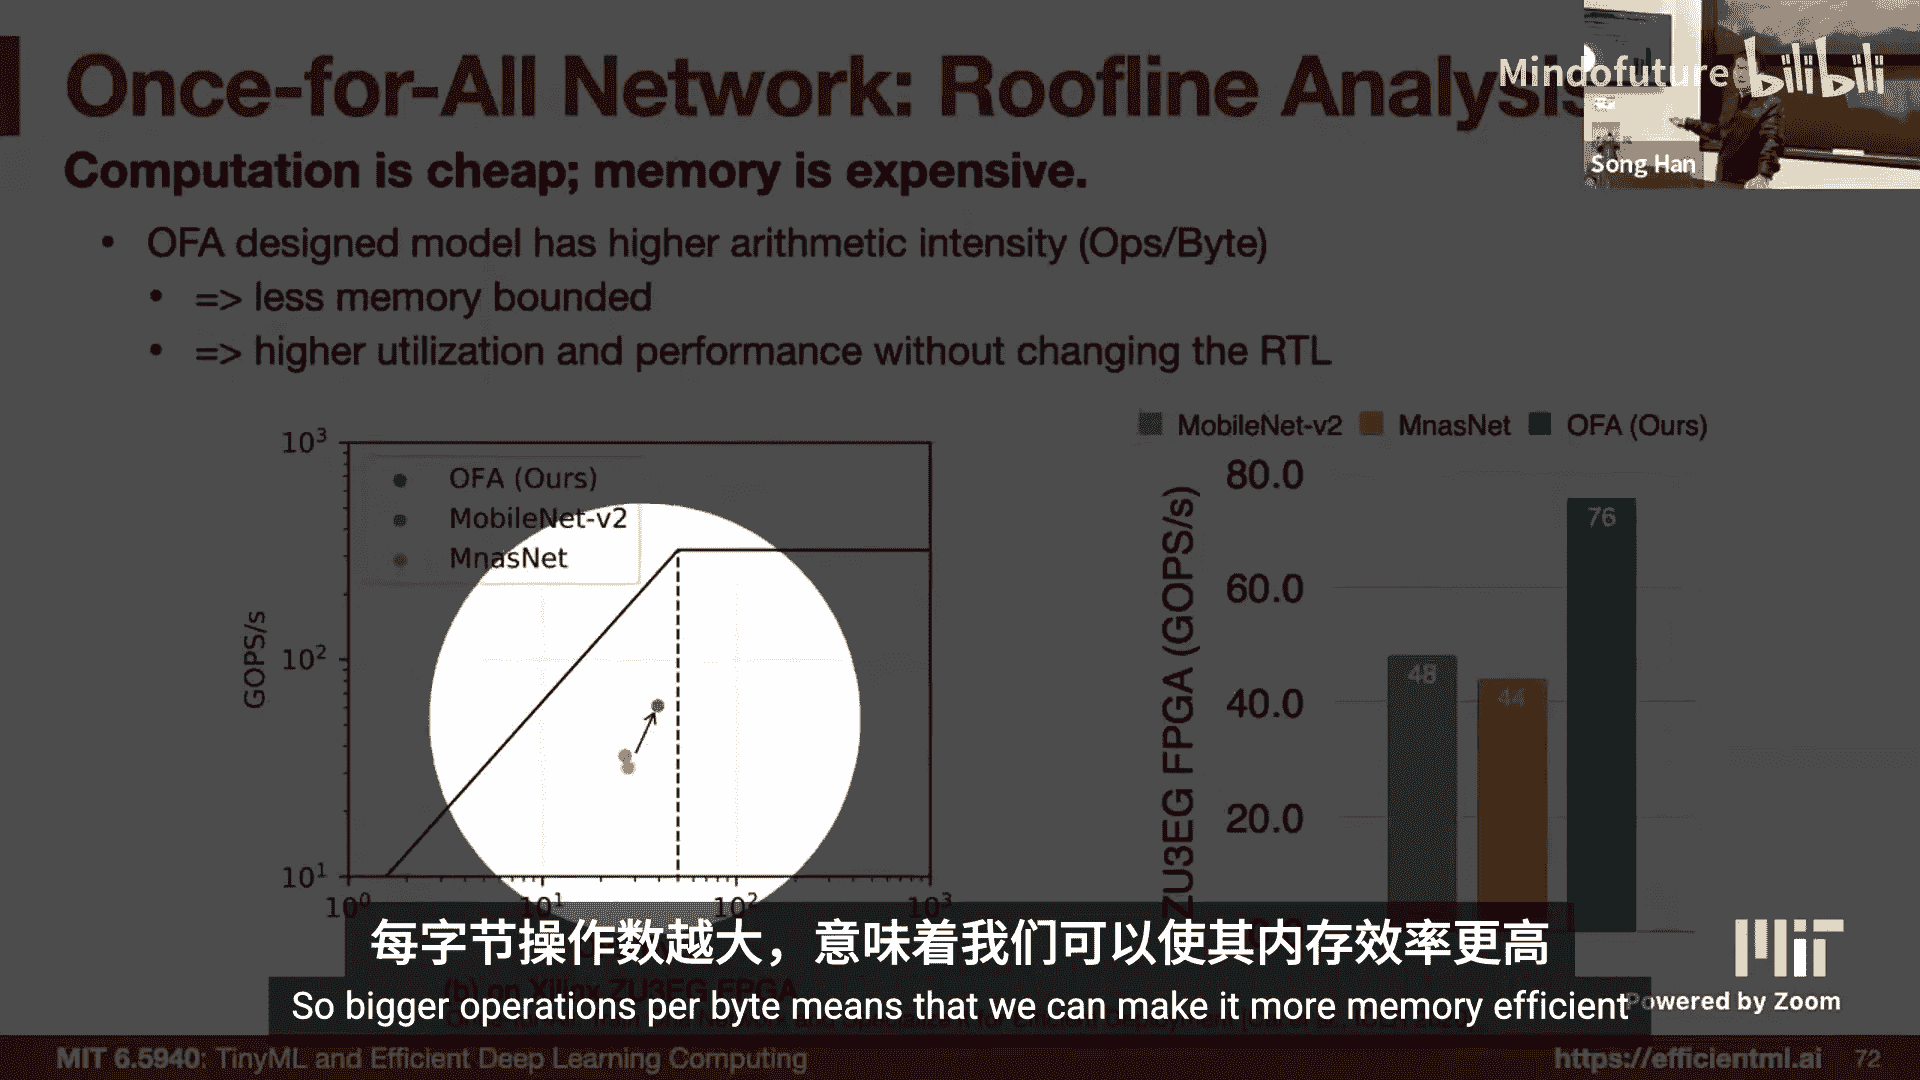 Once-for-All Network: Roofline Analysis
Mindofuture bilibili
Song Han
Computation is cheap; memory is expensive.
• OFA designed model has higher arithmetic intensity (Ops/Byte)
• => less memory bounded
• => higher utilization and performance without changing the RTL
10³
OFA (Ours)
MobileNet-v2
MnasNet
GOPS/s
10²
10¹
10⁰ 10¹ 10² 10³
MobileNet-v2 MnasNet OFA (Ours)
ZU3EG FPGA (GOPS/s)
80.0
60.0
40.0
20.0
48
44
76
(b) on Xilinx ZU3EG FPGA
每字节操作数越大，意味着我们可以使其内存效率更高
So bigger operations per byte means that we can make it more memory efficient
MIT
Powered by Zoom
MIT 6.5940: TinyML and Efficient Deep Learning Computing
https://efficientml.ai
72